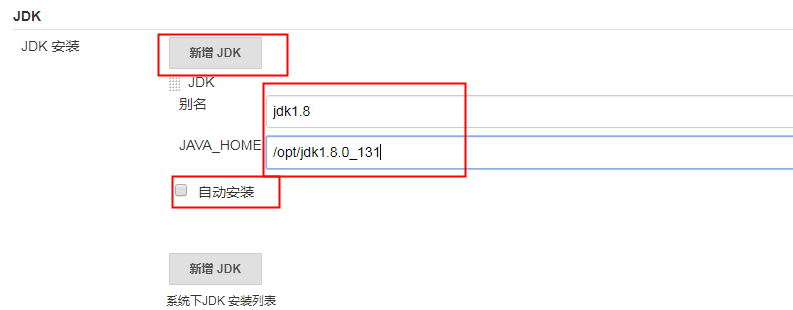 JDK
JDK 安装
新增 JDK
JDK
别名
jdk1.8
JAVA_HOME
/opt/jdk1.8.0_131
自动安装
新增 JDK
系统下JDK 安装列表